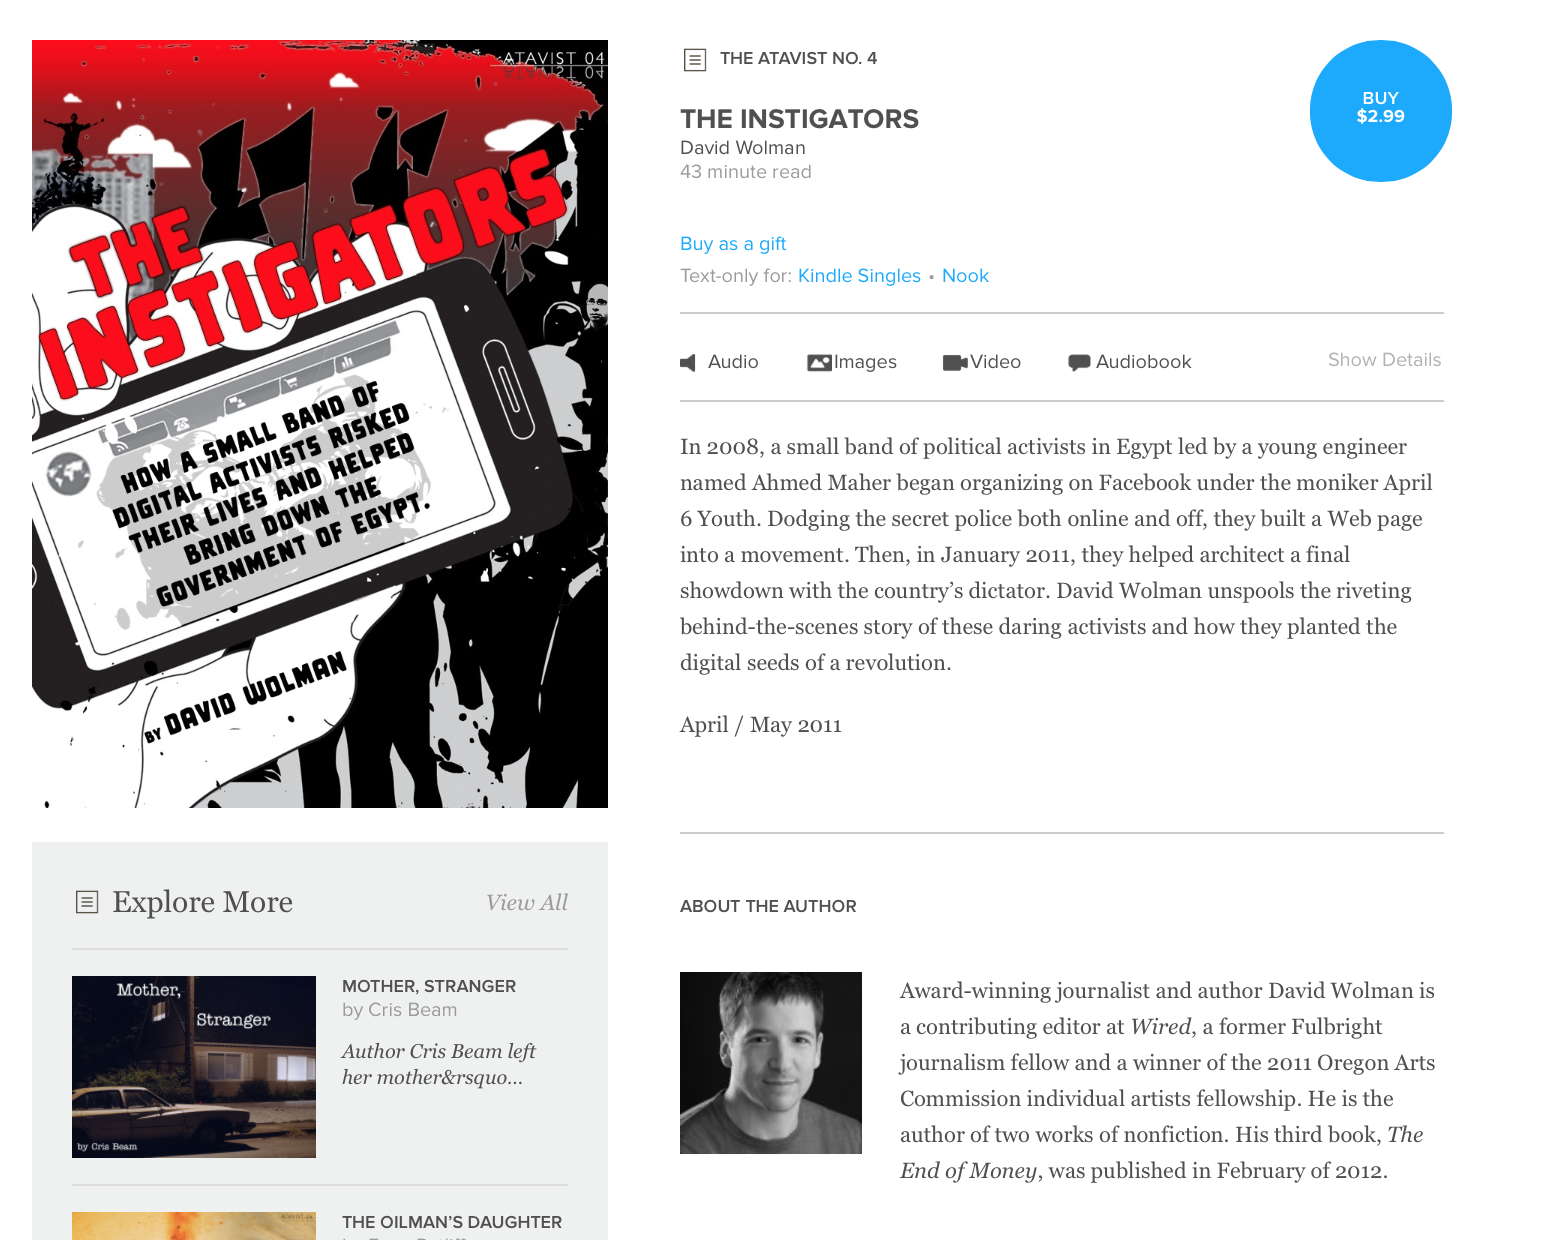 ATAVIST 04
THE
INSTIGATORS
HOW A SMALL BAND OF
DIGITAL ACTIVISTS RISKED
THEIR LIVES AND HELPED
BRING DOWN THE
GOVERNMENT OF EGYPT.
BY DAVID WOLMAN
THE ATAVIST NO. 4
THE INSTIGATORS
David Wolman
43 minute read
BUY
$2.99
Buy as a gift
Text-only for: Kindle Singles • Nook
Audio Images Video Audiobook Show Details
In 2008, a small band of political activists in Egypt led by a young engineer
named Ahmed Maher began organizing on Facebook under the moniker April
6 Youth. Dodging the secret police both online and off, they built a Web page
into a movement. Then, in January 2011, they helped architect a final
showdown with the country’s dictator. David Wolman unspools the riveting
behind-the-scenes story of these daring activists and how they planted the
digital seeds of a revolution.
April / May 2011
ABOUT THE AUTHOR
Award-winning journalist and author David Wolman is
a contributing editor at Wired, a former Fulbright
journalism fellow and a winner of the 2011 Oregon Arts
Commission individual artists fellowship. He is the
author of two works of nonfiction. His third book, The
End of Money, was published in February of 2012.
Explore More
View All
Mother,
Stranger
by Cris Beam
MOTHER, STRANGER
by Cris Beam
Author Cris Beam left
her mother&rsquo...
THE OILMAN’S DAUGHTER